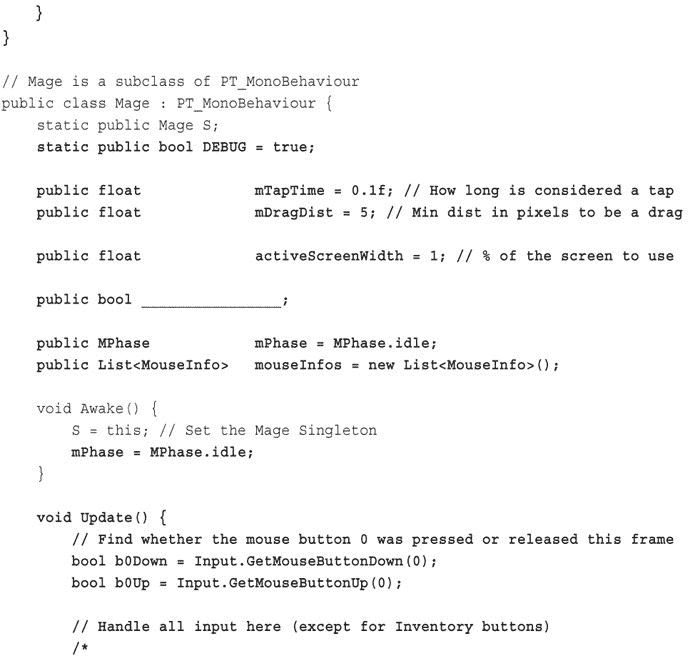 }
}

// Mage is a subclass of PT_MonoBehaviour
public class Mage : PT_MonoBehaviour {
    static public Mage S;
    static public bool DEBUG = true;

    public float             mTapTime = 0.1f; // How long is considered a tap
    public float             mDragDist = 5; // Min dist in pixels to be a drag

    public float             activeScreenWidth = 1; // % of the screen to use

    public bool ________________;

    public MPhase            mPhase = MPhase.idle;
    public List<MouseInfo>   mouseInfos = new List<MouseInfo>();

    void Awake() {
        S = this; // Set the Mage Singleton
        mPhase = MPhase.idle;
    }

    void Update() {
        // Find whether the mouse button 0 was pressed or released this frame
        bool b0Down = Input.GetMouseButtonDown(0);
        bool b0Up = Input.GetMouseButtonUp(0);

        // Handle all input here (except for Inventory buttons)
        /*